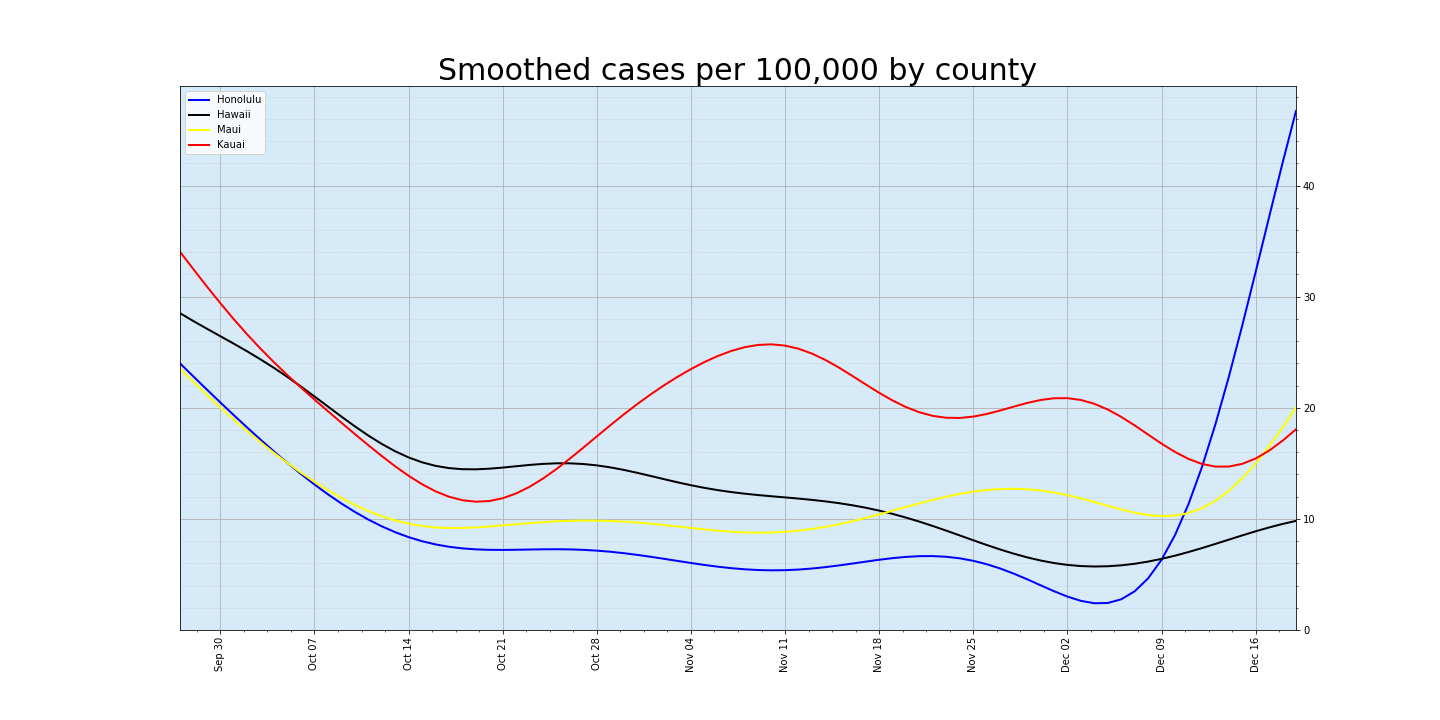 Smoothed cases per 100,000 by county
Honolulu
Hawaii
Maui
Kauai
40
30
20
10
0
Sep 30
Oct 07
Oct 14
Oct 21
Oct 28
Nov 04
Nov 11
Nov 18
Nov 25
Dec 02
Dec 09
Dec 16